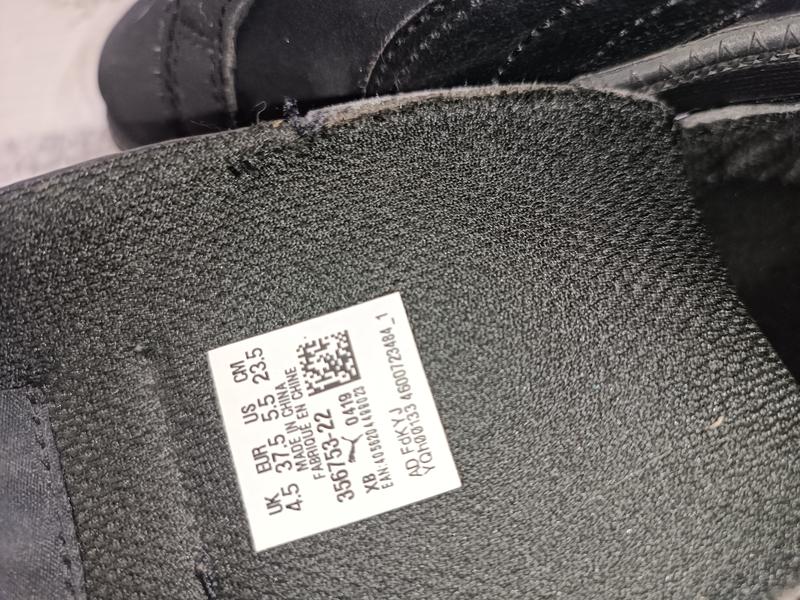 UK EUR US CM
4.5 37.5 5.5 23.5
MADE IN CHINA
FABRIQUE EN CHINE
356753-22
0419
XB
AD FdKYJ
4600723484_1